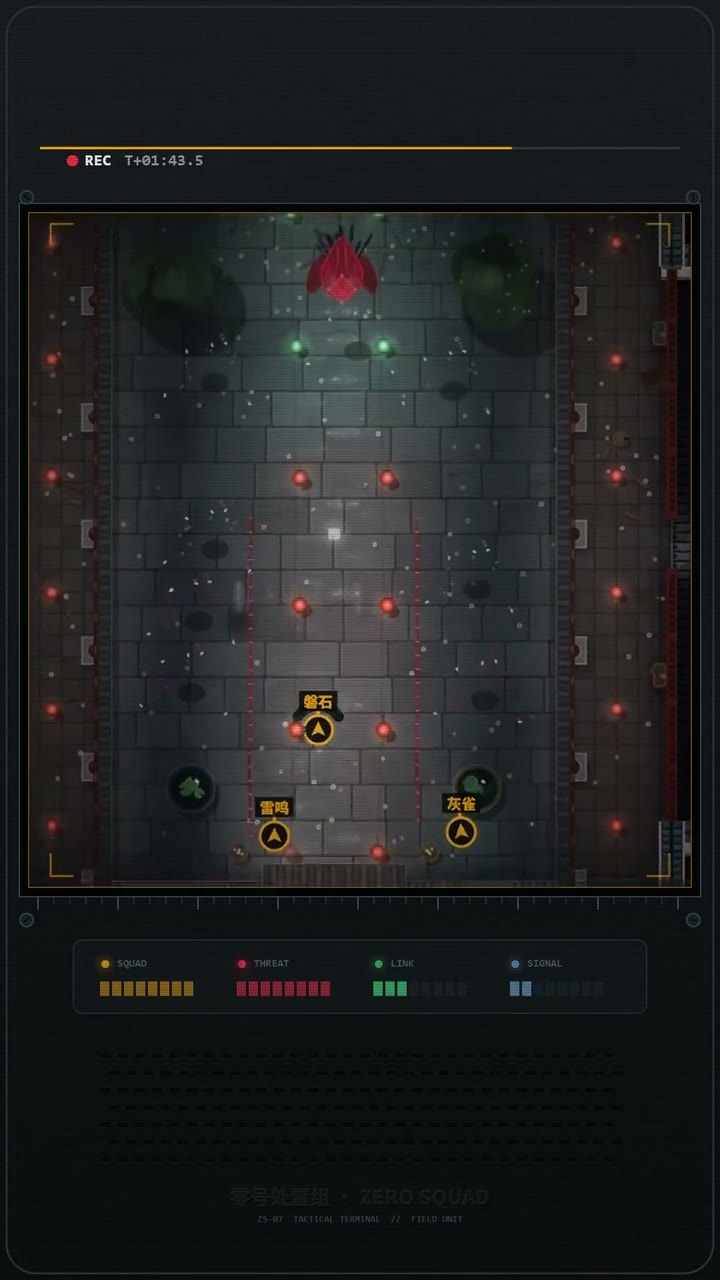 REC T+01:43.5
磐石
雷鸣
灰雀
SQUAD THREAT LINK SIGNAL
零号处置组 · ZERO SQUAD
ZS-07 TACTICAL TERMINAL // FIELD UNIT